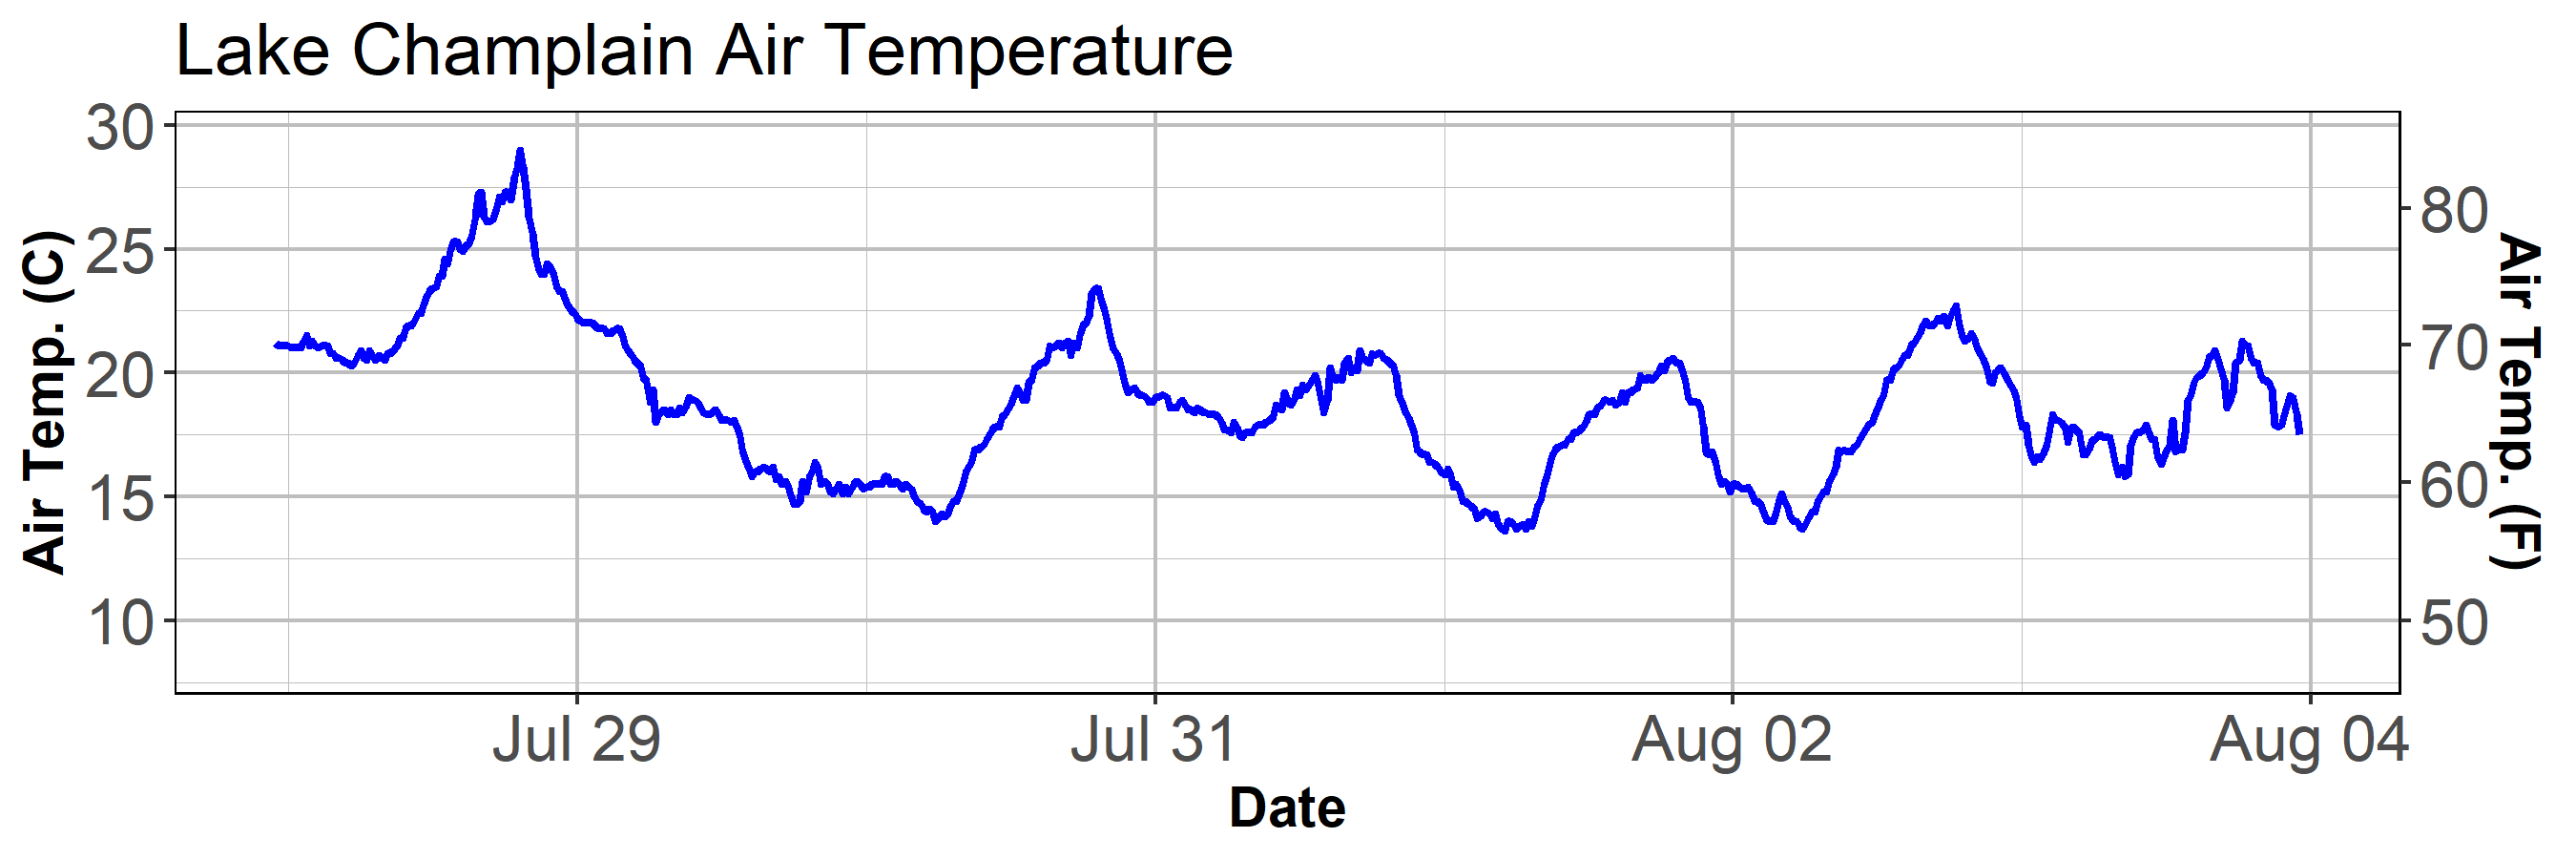 Lake Champlain Air Temperature
30
25
20
15
10
Air Temp. (C)
80
70
60
50
Air Temp. (F)
Jul 29
Jul 31
Aug 02
Aug 04
Date